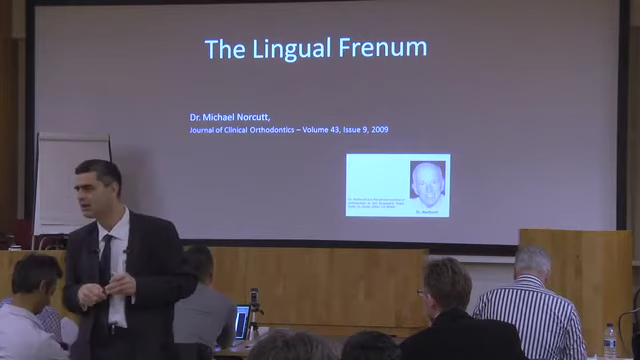 The Lingual Frenum
Dr. Michael Norcutt,
Journal of Clinical Orthodontics – Volume 43, Issue 9, 2009